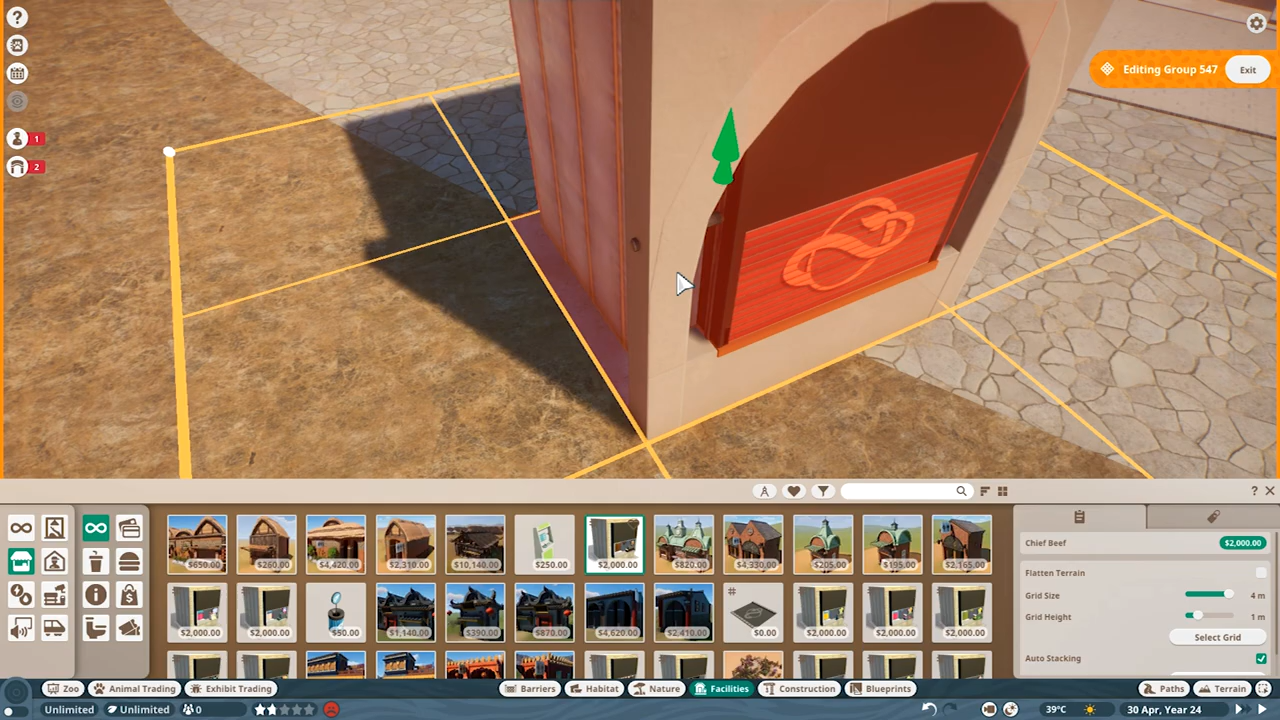 ?
Editing Group 547 Exit
1
2
? ×
$650.00 $260.00 $4,420.00 $2,310.00 $10,140.00 $250.00 $2,000.00 $820.00 $4,330.00 $205.00 $195.00 $2,165.00
$2,000.00 $2,000.00 $50.00 $1,140.00 $390.00 $870.00 $4,620.00 $2,410.00 $0.00 $2,000.00 $2,000.00 $2,000.00
Chief Beef $2,000.00
Flatten Terrain
Grid Size 4 m
Grid Height 1 m
Select Grid
Auto Stacking
Zoo Animal Trading Exhibit Trading Barriers Habitat Nature Facilities Construction Blueprints Paths Terrain
Unlimited Unlimited 0 39°C 30 Apr, Year 24